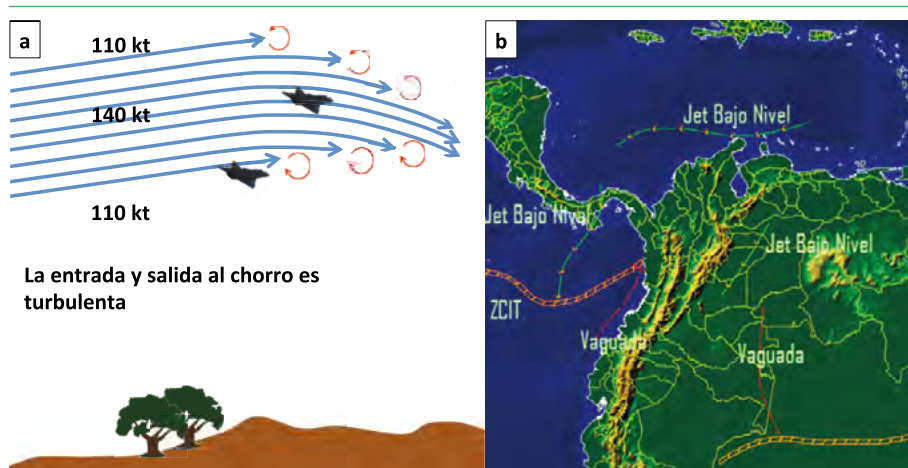 a
110 kt
140 kt
110 kt
La entrada y salida al chorro es
turbulenta
b
Jet Bajo Nivel
Jet Bajo Nivel
Jet Bajo Nivel
ZCIT
Vaguada
Vaguada